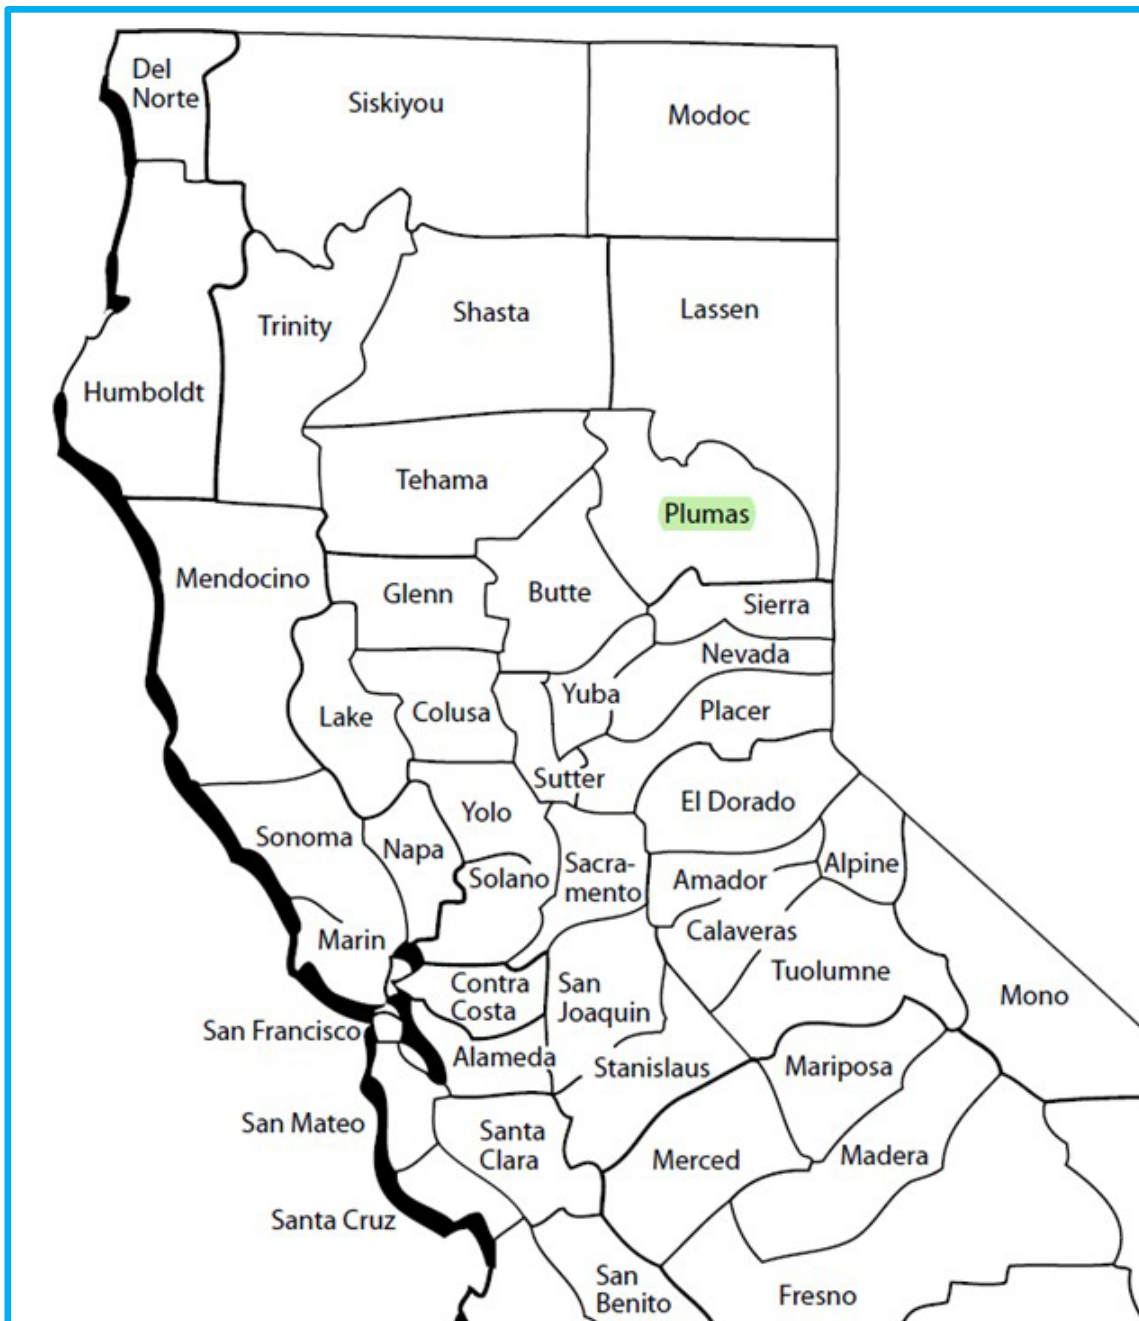 Del
Norte
Siskiyou
Modoc
Shasta
Lassen
Trinity
Humboldt
Tehama
Plumas
Mendocino
Glenn
Butte
Sierra
Nevada
Yuba
Placer
Lake
Colusa
Sutter
El Dorado
Yolo
Sonoma
Napa
Solano
Sacra-
mento
Amador
Alpine
Marin
Calaveras
Tuolumne
Contra
Costa
San
Joaquin
Mono
San Francisco
Alameda
Stanislaus
Mariposa
San Mateo
Santa
Clara
Merced
Madera
Santa Cruz
San
Benito
Fresno